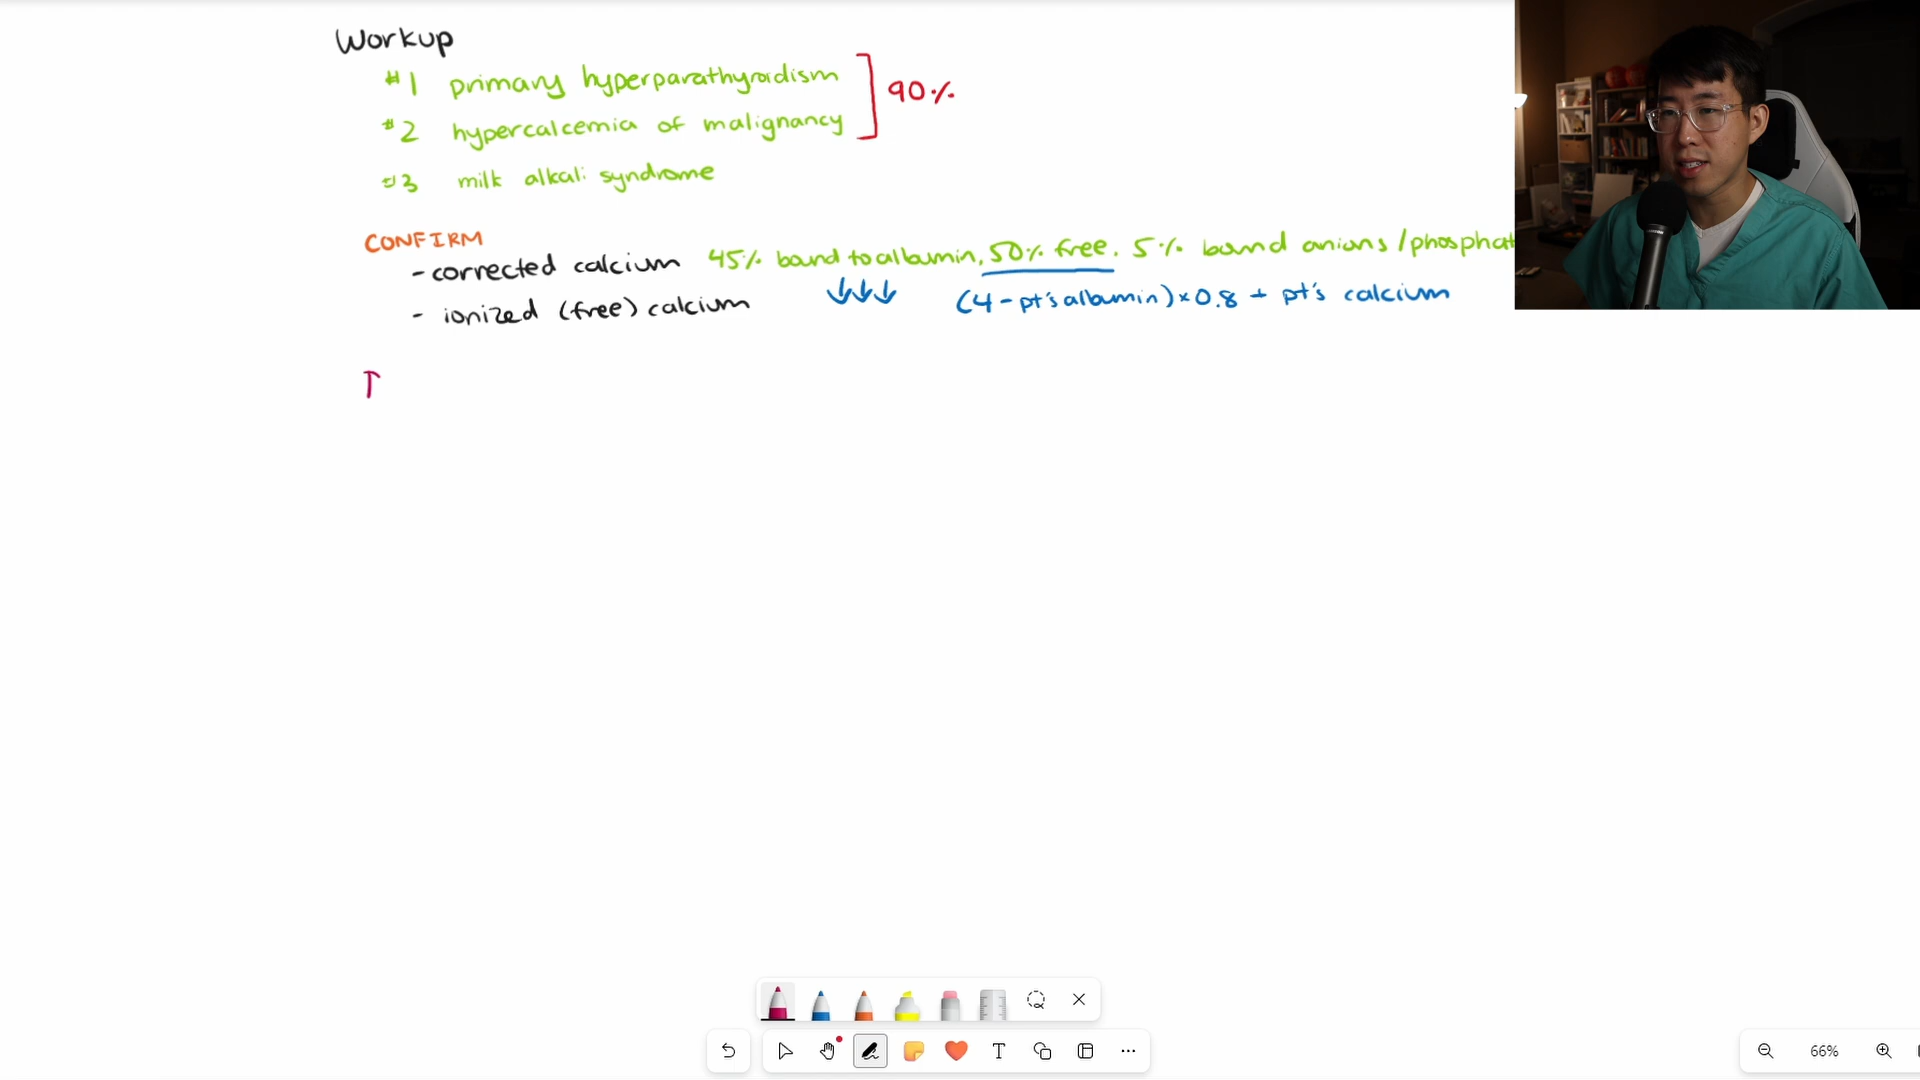 Workup
#1 primary hyperparathyroidism
] 90%
#2 hypercalcemia of malignancy
#3 milk alkali syndrome
CONFIRM
- corrected calcium 45% bound to albumin, 50% free. 5% bound anions/phosphat
- ionized (free) calcium ↓↓↓ (4 - pt's albumin) x 0.8 + pt's calcium
T
66%